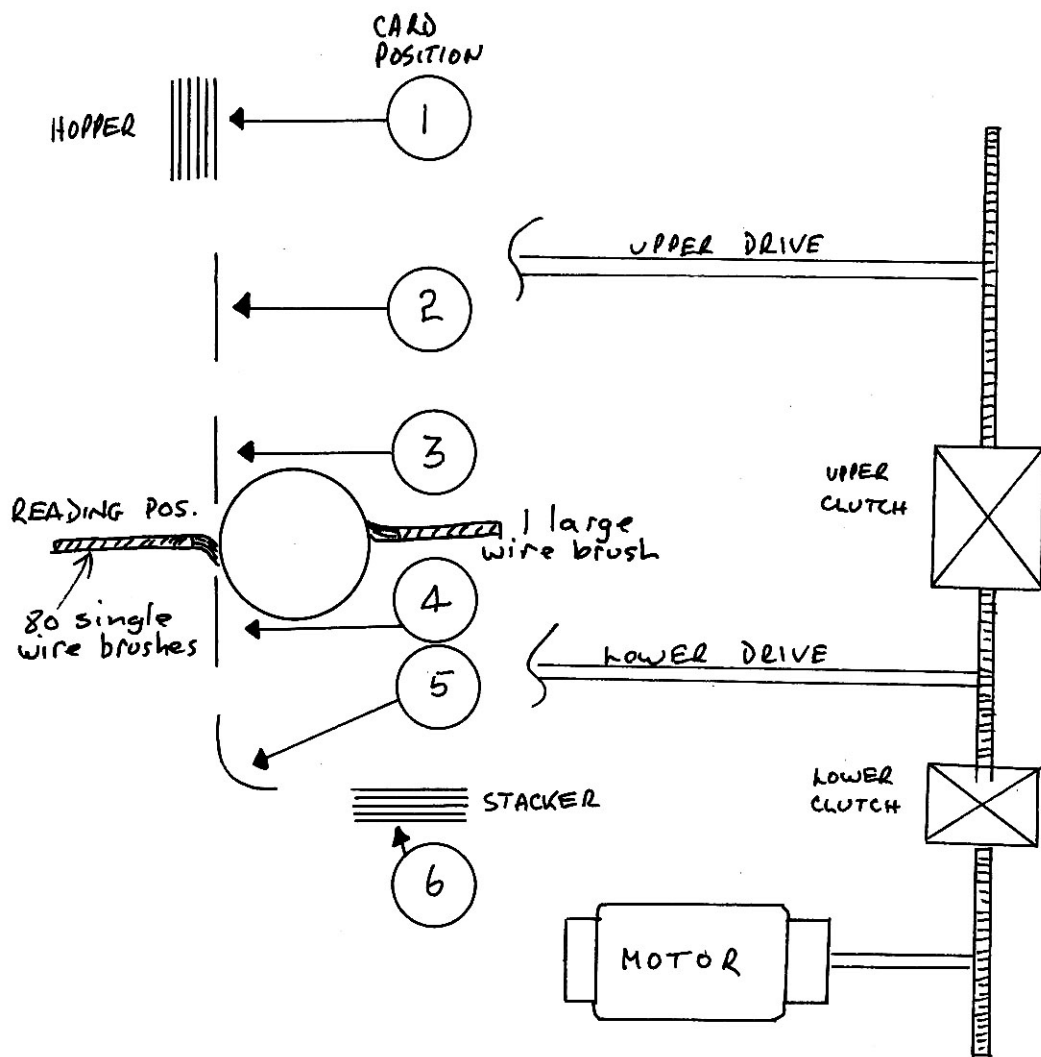 CARD
POSITION
HOPPER
1
UPPER DRIVE
2
3
UPPER
CLUTCH
READING POS.
1 large
wire brush
80 single
wire brushes
4
LOWER DRIVE
5
LOWER
CLUTCH
STACKER
6
MOTOR